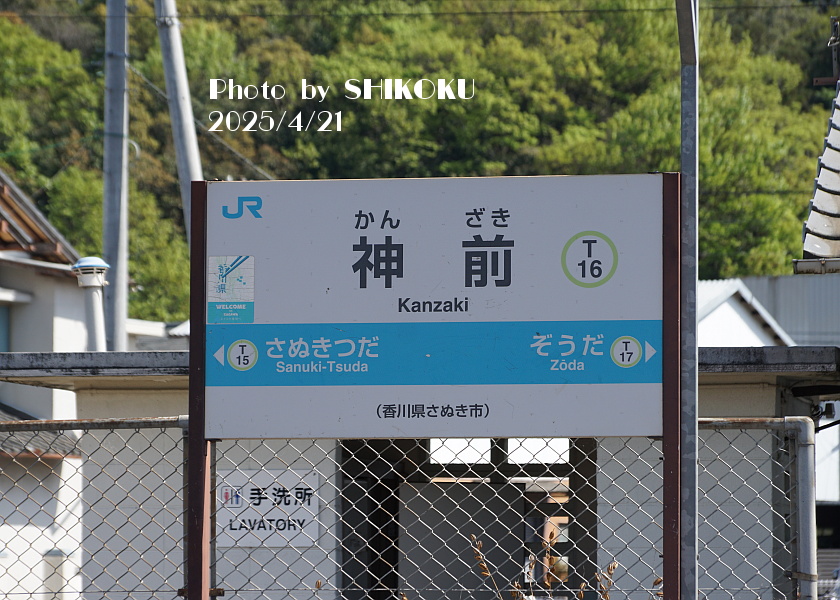 Photo by SHIKOKU
2025/4/21
JR
かん ざき
神 前
T
16
Kanzaki
WELCOME
T
15
さぬきつだ
Sanuki-Tsuda
ぞうだ
Zōda
T
17
(香川県さぬき市)
手洗所
LAVATORY